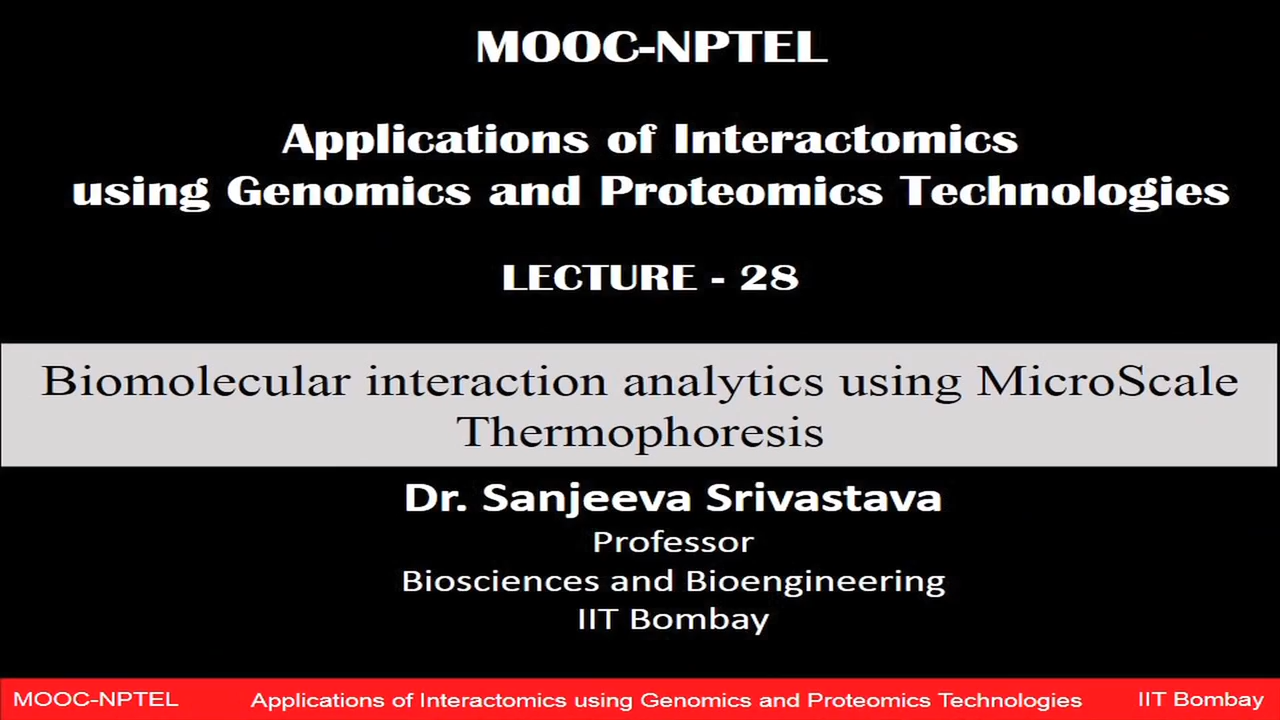 MOOC-NPTEL
Applications of Interactomics
using Genomics and Proteomics Technologies
LECTURE - 28
Biomolecular interaction analytics using MicroScale
Thermophoresis
Dr. Sanjeeva Srivastava
Professor
Biosciences and Bioengineering
IIT Bombay
MOOC-NPTEL Applications of Interactomics using Genomics and Proteomics Technologies IIT Bombay